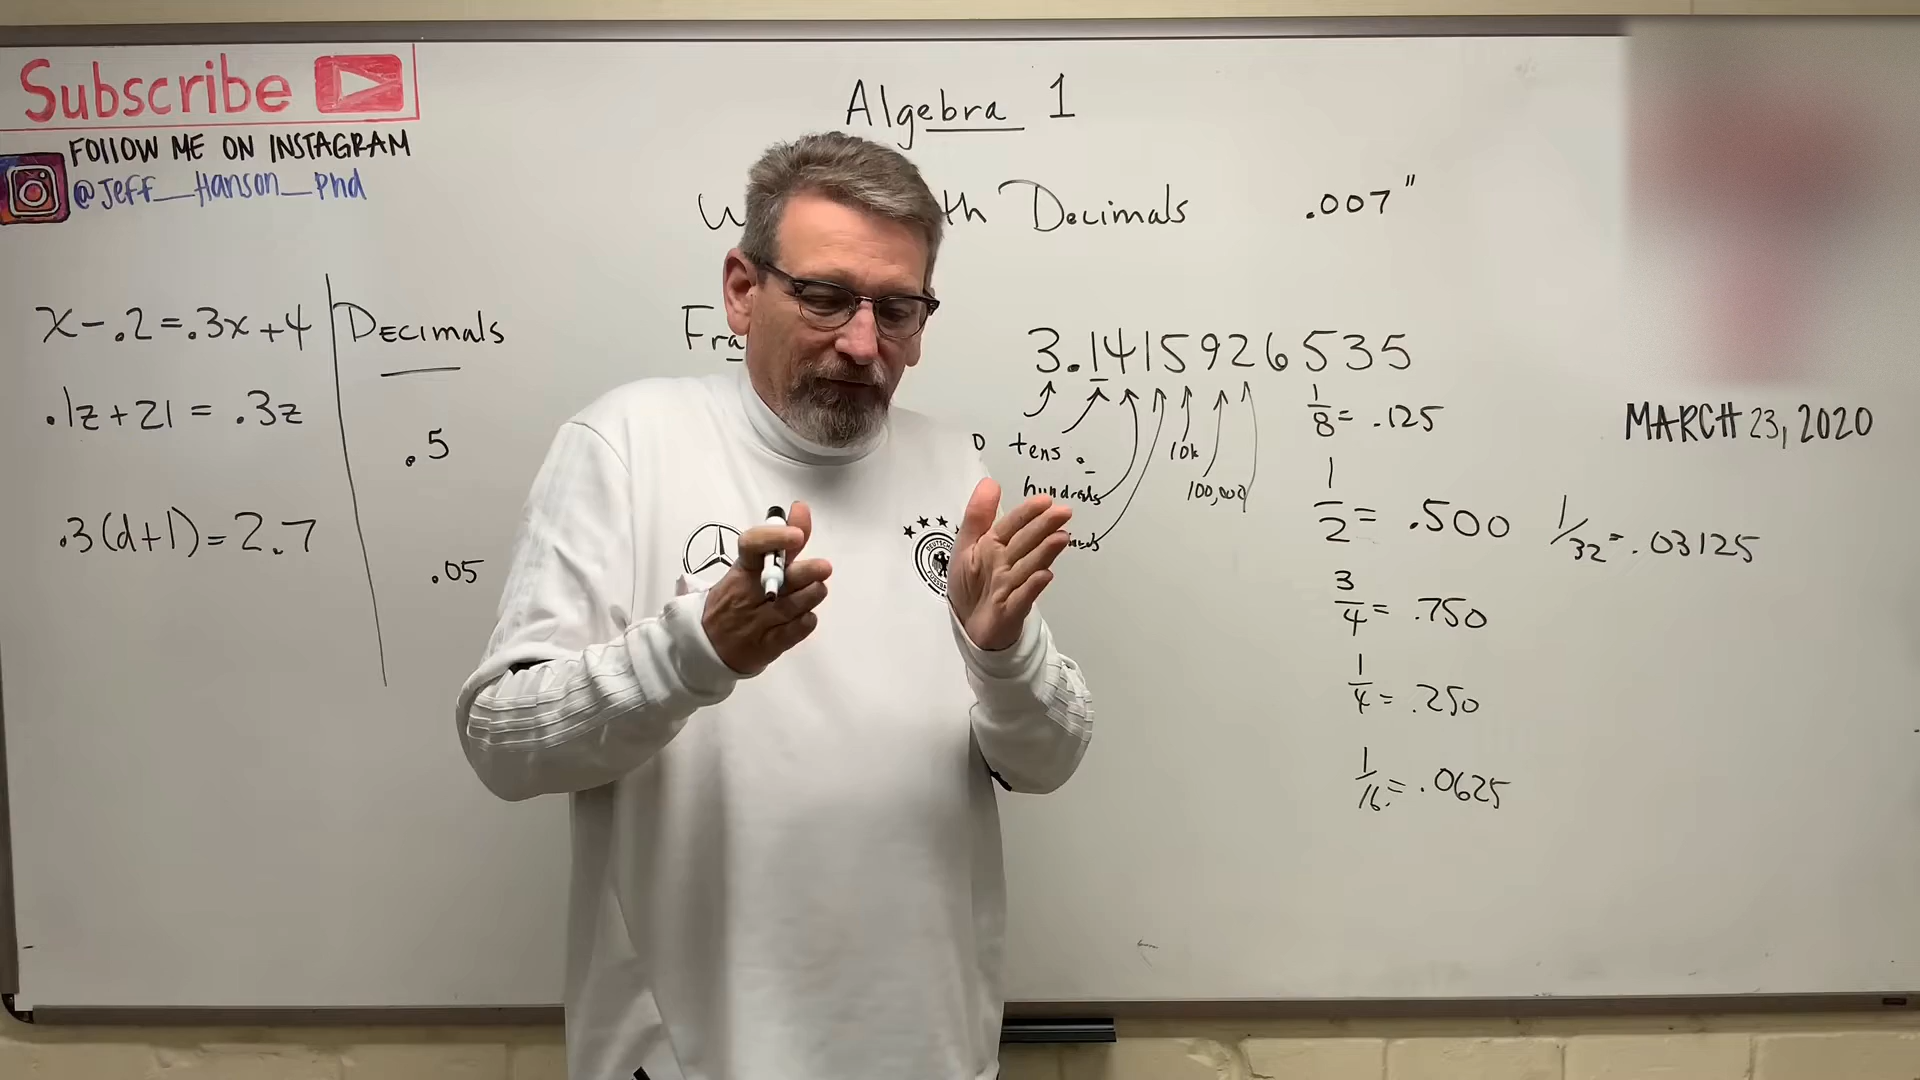 Subscribe
FOllOW ME ON INSTAGRAM
@Jeff_Hanson_Phd
Algebra 1
Decimals
.007"
x-.2=.3x+4
.1z+21 = .3z
.3(d+1)=2.7
Decimals
.5
.05
3.1415926535
tens
hundreds
10k
100,000
1/8= .125
1/2= .500
3/4= .750
1/4= .250
1/16= .0625
1/32= .03125
MARCH 23, 2020